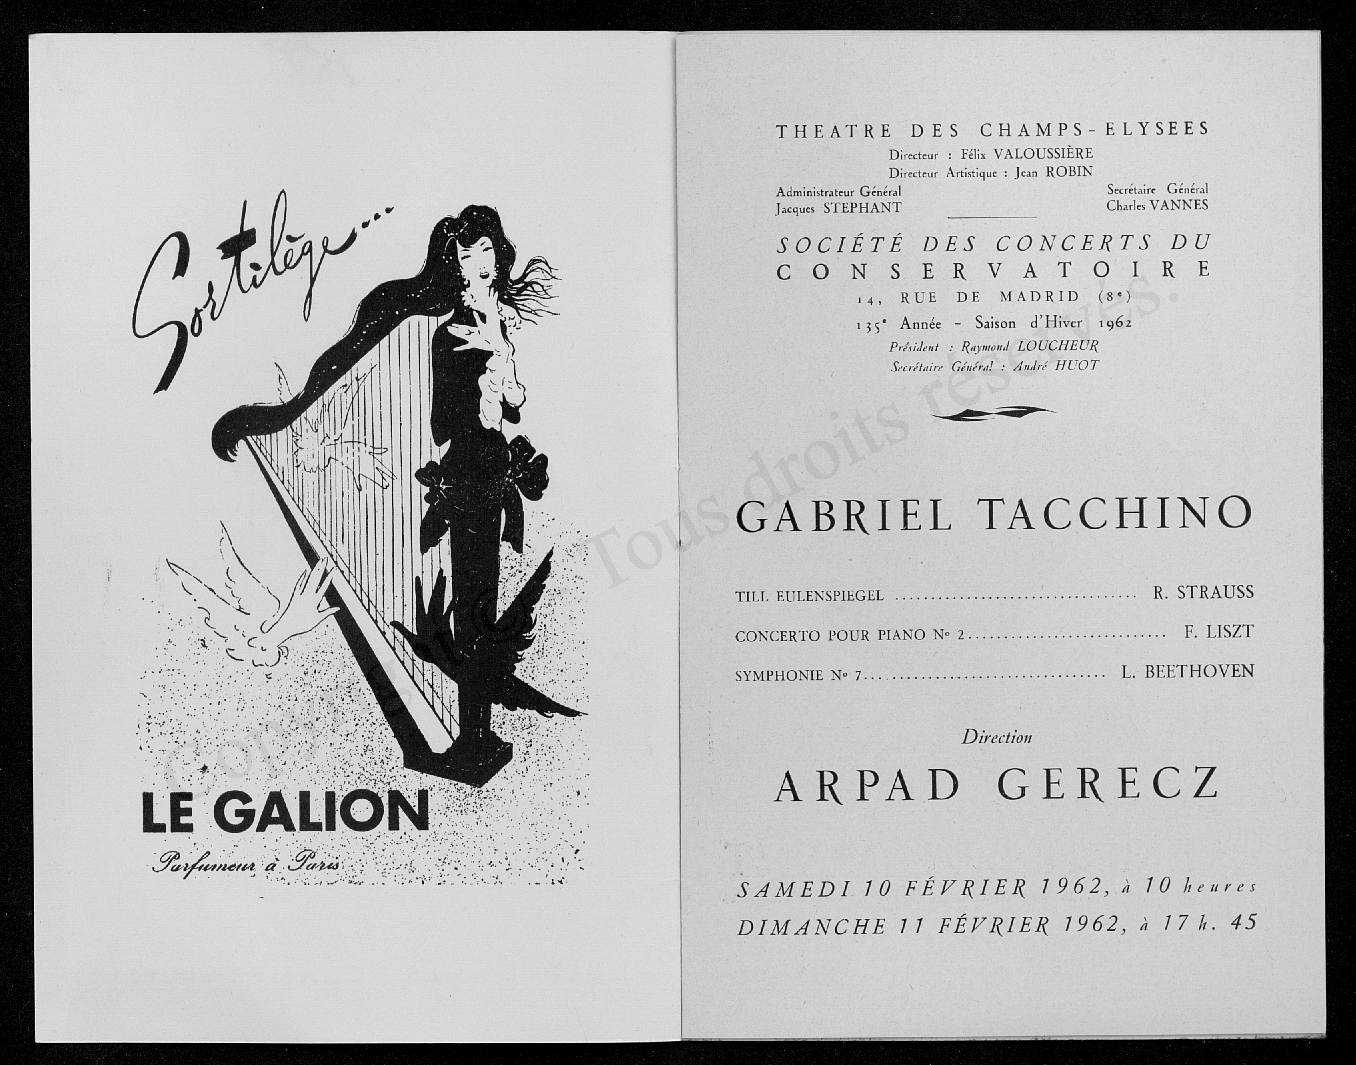 Sortilège...
LE GALION
Parfumeur à Paris
THEATRE DES CHAMPS-ELYSEES
Directeur : Félix VALOUSSIÈRE
Directeur Artistique : Jean ROBIN
Administrateur Général
Jacques STEPHANT
Secrétaire Général
Charles VANNES
SOCIÉTÉ DES CONCERTS DU
CONSERVATOIRE
14, RUE DE MADRID (8e)
135e Année - Saison d'Hiver 1962
Président : Raymond LOUCHEUR
Secrétaire Général : André HUOT
GABRIEL TACCHINO
TILL EULENSPIEGEL .................................. R. STRAUSS
CONCERTO POUR PIANO No 2............................ F. LISZT
SYMPHONIE No 7.................................. L. BEETHOVEN
Direction
ARPAD GERECZ
SAMEDI 10 FÉVRIER 1962, à 10 heures
DIMANCHE 11 FÉVRIER 1962, à 17 h. 45
Copyright © . Tous droits réservés.